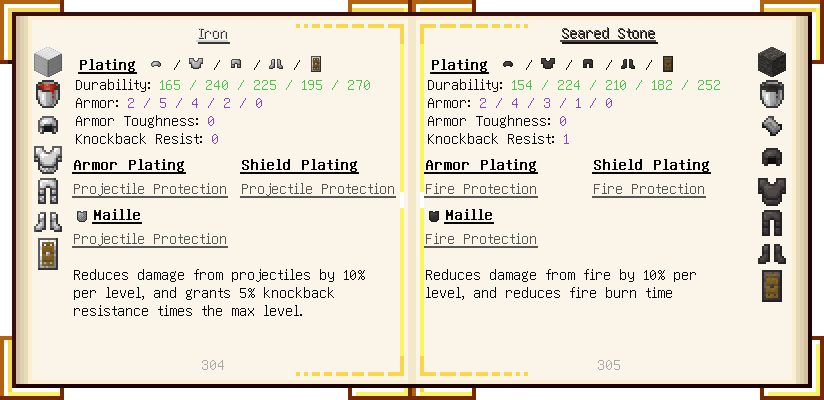 Iron
Plating / / / /
Durability: 165 / 240 / 225 / 195 / 270
Armor: 2 / 5 / 4 / 2 / 0
Armor Toughness: 0
Knockback Resist: 0
Armor Plating
Projectile Protection
Shield Plating
Projectile Protection
Maille
Projectile Protection
Reduces damage from projectiles by 10%
per level, and grants 5% knockback
resistance times the max level.
304
Seared Stone
Plating / / / /
Durability: 154 / 224 / 210 / 182 / 252
Armor: 2 / 4 / 3 / 1 / 0
Armor Toughness: 0
Knockback Resist: 1
Armor Plating
Fire Protection
Shield Plating
Fire Protection
Maille
Fire Protection
Reduces damage from fire by 10% per
level, and reduces fire burn time
305